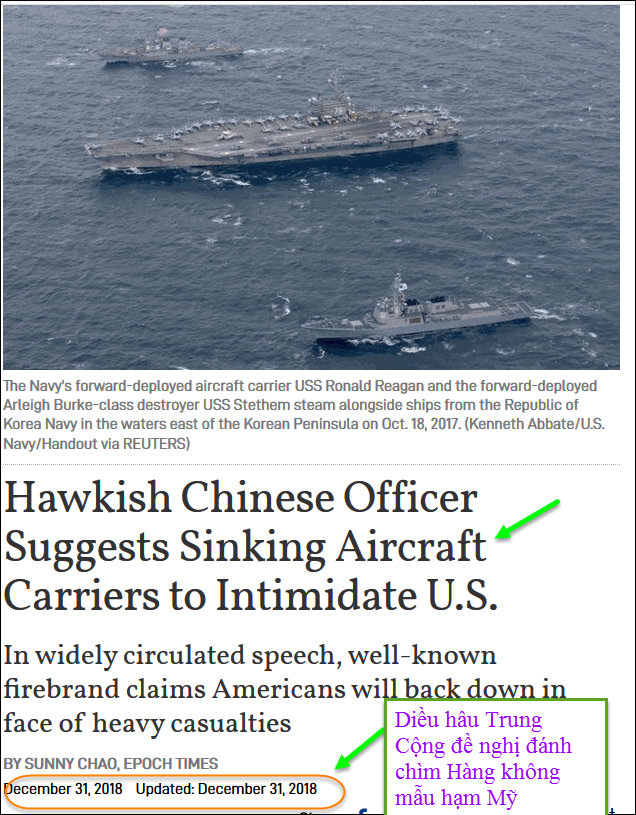 The Navy's forward-deployed aircraft carrier USS Ronald Reagan and the forward-deployed
Arleigh Burke-class destroyer USS Stethem steam alongside ships from the Republic of
Korea Navy in the waters east of the Korean Peninsula on Oct. 18, 2017. (Kenneth Abbate/U.S.
Navy/Handout via REUTERS)
Hawkish Chinese Officer
Suggests Sinking Aircraft
Carriers to Intimidate U.S.
In widely circulated speech, well-known
firebrand claims Americans will back down in
face of heavy casualties
BY SUNNY CHAO, EPOCH TIMES
December 31, 2018 Updated: December 31, 2018
Diều hâu Trung
Cộng đề nghị đánh
chìm Hàng không
mẫu hạm Mỹ